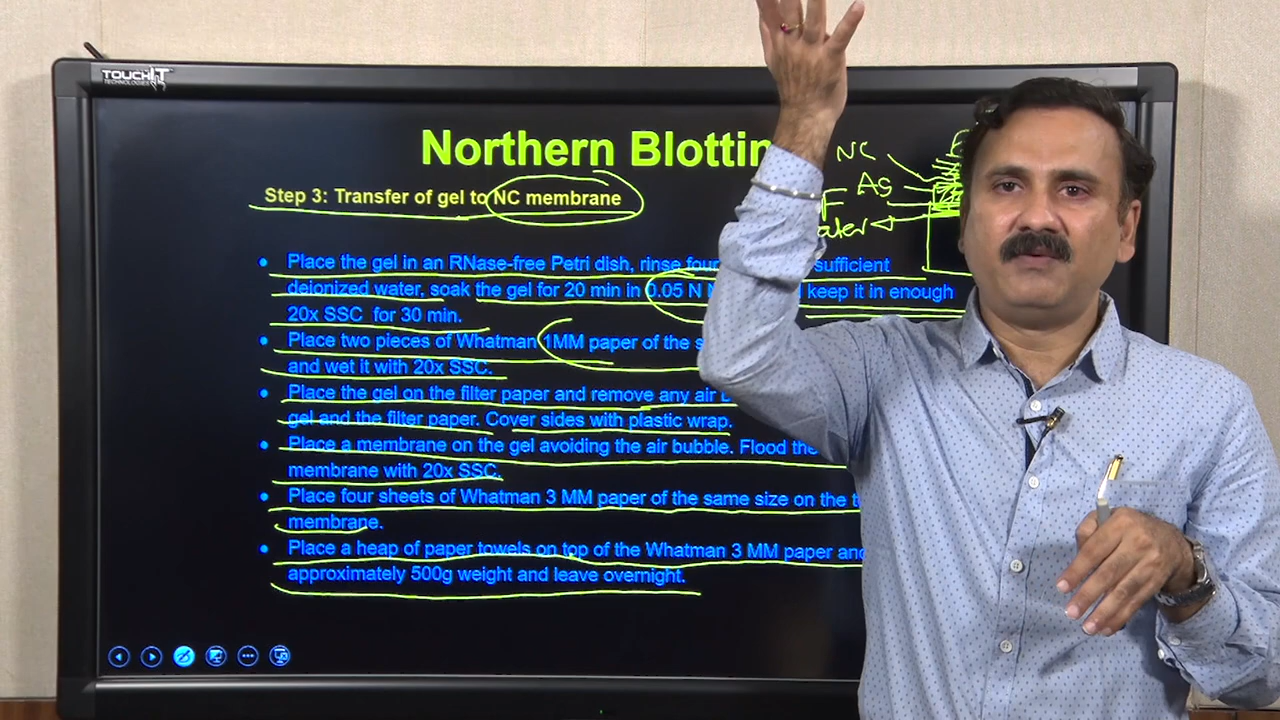 TOUCHIT
TECHNOLOGIES
Northern Blottin
NC
Step 3: Transfer of gel to NC membrane
Ag
ater
Place the gel in an RNase-free Petri dish, rinse four sufficient
deionized water, soak the gel for 20 min in 0.05 N keep it in enough
20x SSC for 30 min.
Place two pieces of Whatman 1MM paper of the s
and wet it with 20x SSC.
Place the gel on the filter paper and remove any air
gel and the filter paper. Cover sides with plastic wrap.
Place a membrane on the gel avoiding the air bubble. Flood the
membrane with 20x SSC.
Place four sheets of Whatman 3 MM paper of the same size on the t
membrane.
Place a heap of paper towels on top of the Whatman 3 MM paper and
approximately 500g weight and leave overnight.